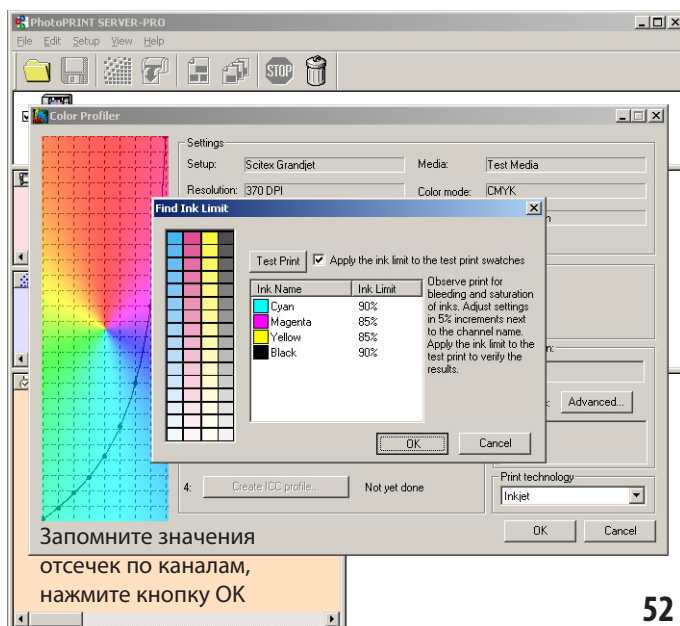 PhotoPRINT SERVER-PRO
File Edit Setup View Help
STOP
Color Profiler
Settings
Setup: Scitex Grandjet Media: Test Media
Resolution: 370 DPI Color mode: CMYK
Find Ink Limit
Test Print Apply the ink limit to the test print swatches
Ink Name Ink Limit
Cyan 90%
Magenta 85%
Yellow 85%
Black 90%
Observe print for
bleeding and saturation
of inks. Adjust settings
in 5% increments next
to the channel name.
Apply the ink limit to the
test print to verify the
results.
Advanced...
OK Cancel
4: Create ICC profile... Not yet done
Print technology
Inkjet
OK Cancel
Запомните значения
отсечек по каналам,
нажмите кнопку OK
52